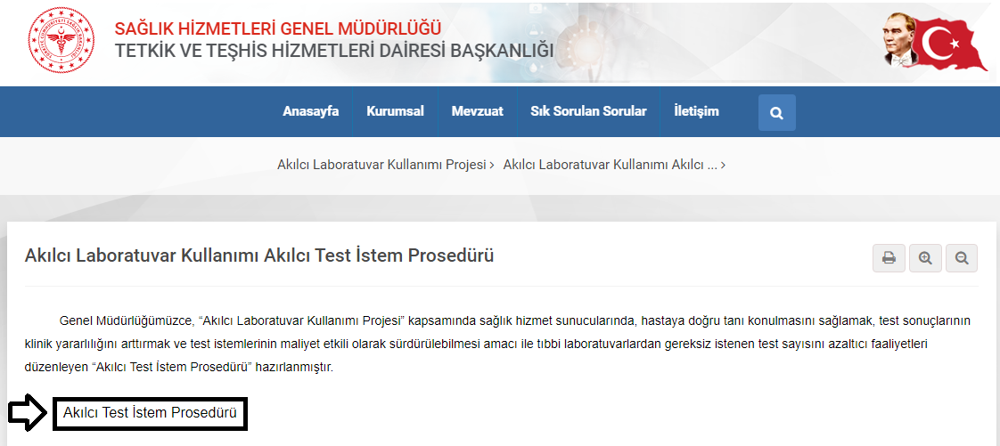 SAĞLIK HİZMETLERİ GENEL MÜDÜRLÜĞÜ
TETKİK VE TEŞHİS HİZMETLERİ DAİRESİ BAŞKANLIĞI
Anasayfa Kurumsal Mevzuat Sık Sorulan Sorular İletişim
Akılcı Laboratuvar Kullanımı Projesi > Akılcı Laboratuvar Kullanımı Akılcı ... >
Akılcı Laboratuvar Kullanımı Akılcı Test İstem Prosedürü
Genel Müdürlüğümüzce, “Akılcı Laboratuvar Kullanımı Projesi” kapsamında sağlık hizmet sunucularında, hastaya doğru tanı konulmasını sağlamak, test sonuçlarının
klinik yararlılığını arttırmak ve test istemlerinin maliyet etkili olarak sürdürülebilmesi amacı ile tıbbi laboratuvarlardan gereksiz istenen test sayısını azaltıcı faaliyetleri
düzenleyen “Akılcı Test İstem Prosedürü” hazırlanmıştır.
Akılcı Test İstem Prosedürü